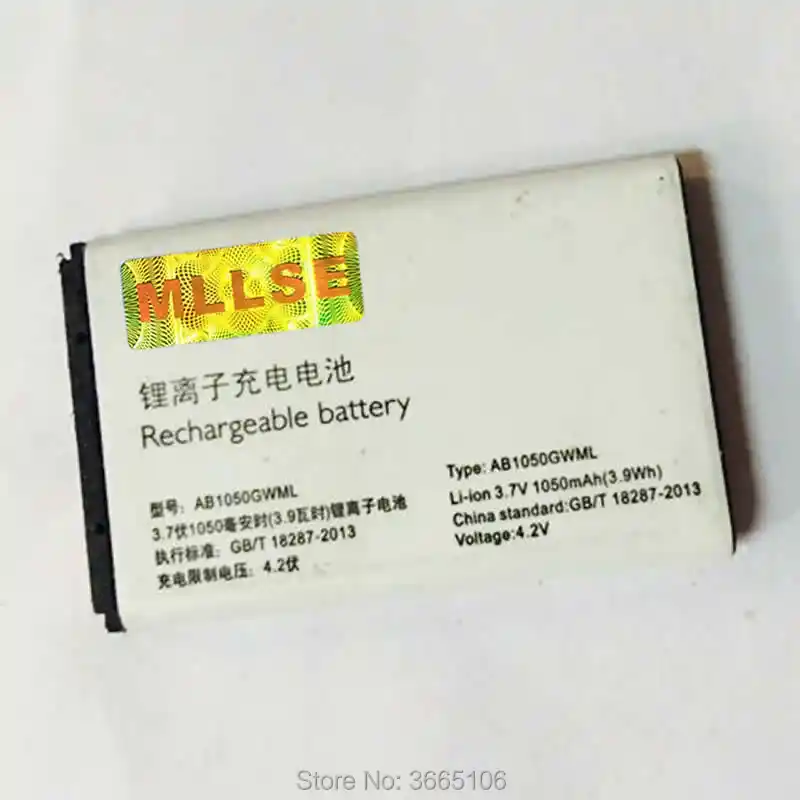 MLLSE
锂离子充电电池
Rechargeable battery
型号: AB1050GWML
3.7伏1050毫安时(3.9瓦时)锂离子电池
执行标准: GB/T 18287-2013
充电限制电压: 4.2伏
Type: AB1050GWML
Li-ion 3.7V 1050mAh(3.9Wh)
China standard:GB/T 18287-2013
Voltage:4.2V
Store No: 3665106